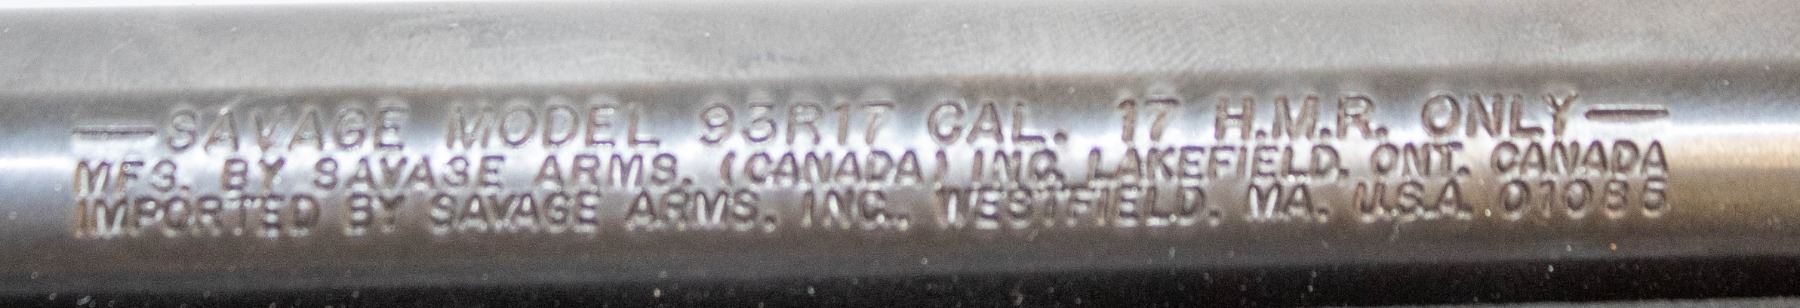 —SAVAGE MODEL 93R17 CAL. 17 H.M.R. ONLY—
MFG. BY SAVAGE ARMS. (CANADA) INC. LAKEFIELD. ONT. CANADA
IMPORTED BY SAVAGE ARMS, INC., WESTFIELD, MA. U.S.A. 01085